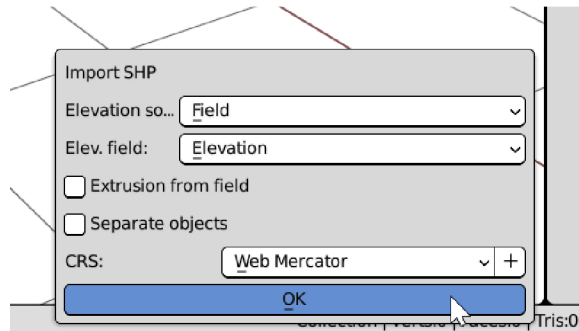 Import SHP
Elevation so... Field
Elev. field: Elevation
Extrusion from field
Separate objects
CRS: Web Mercator +
OK
Tris:0